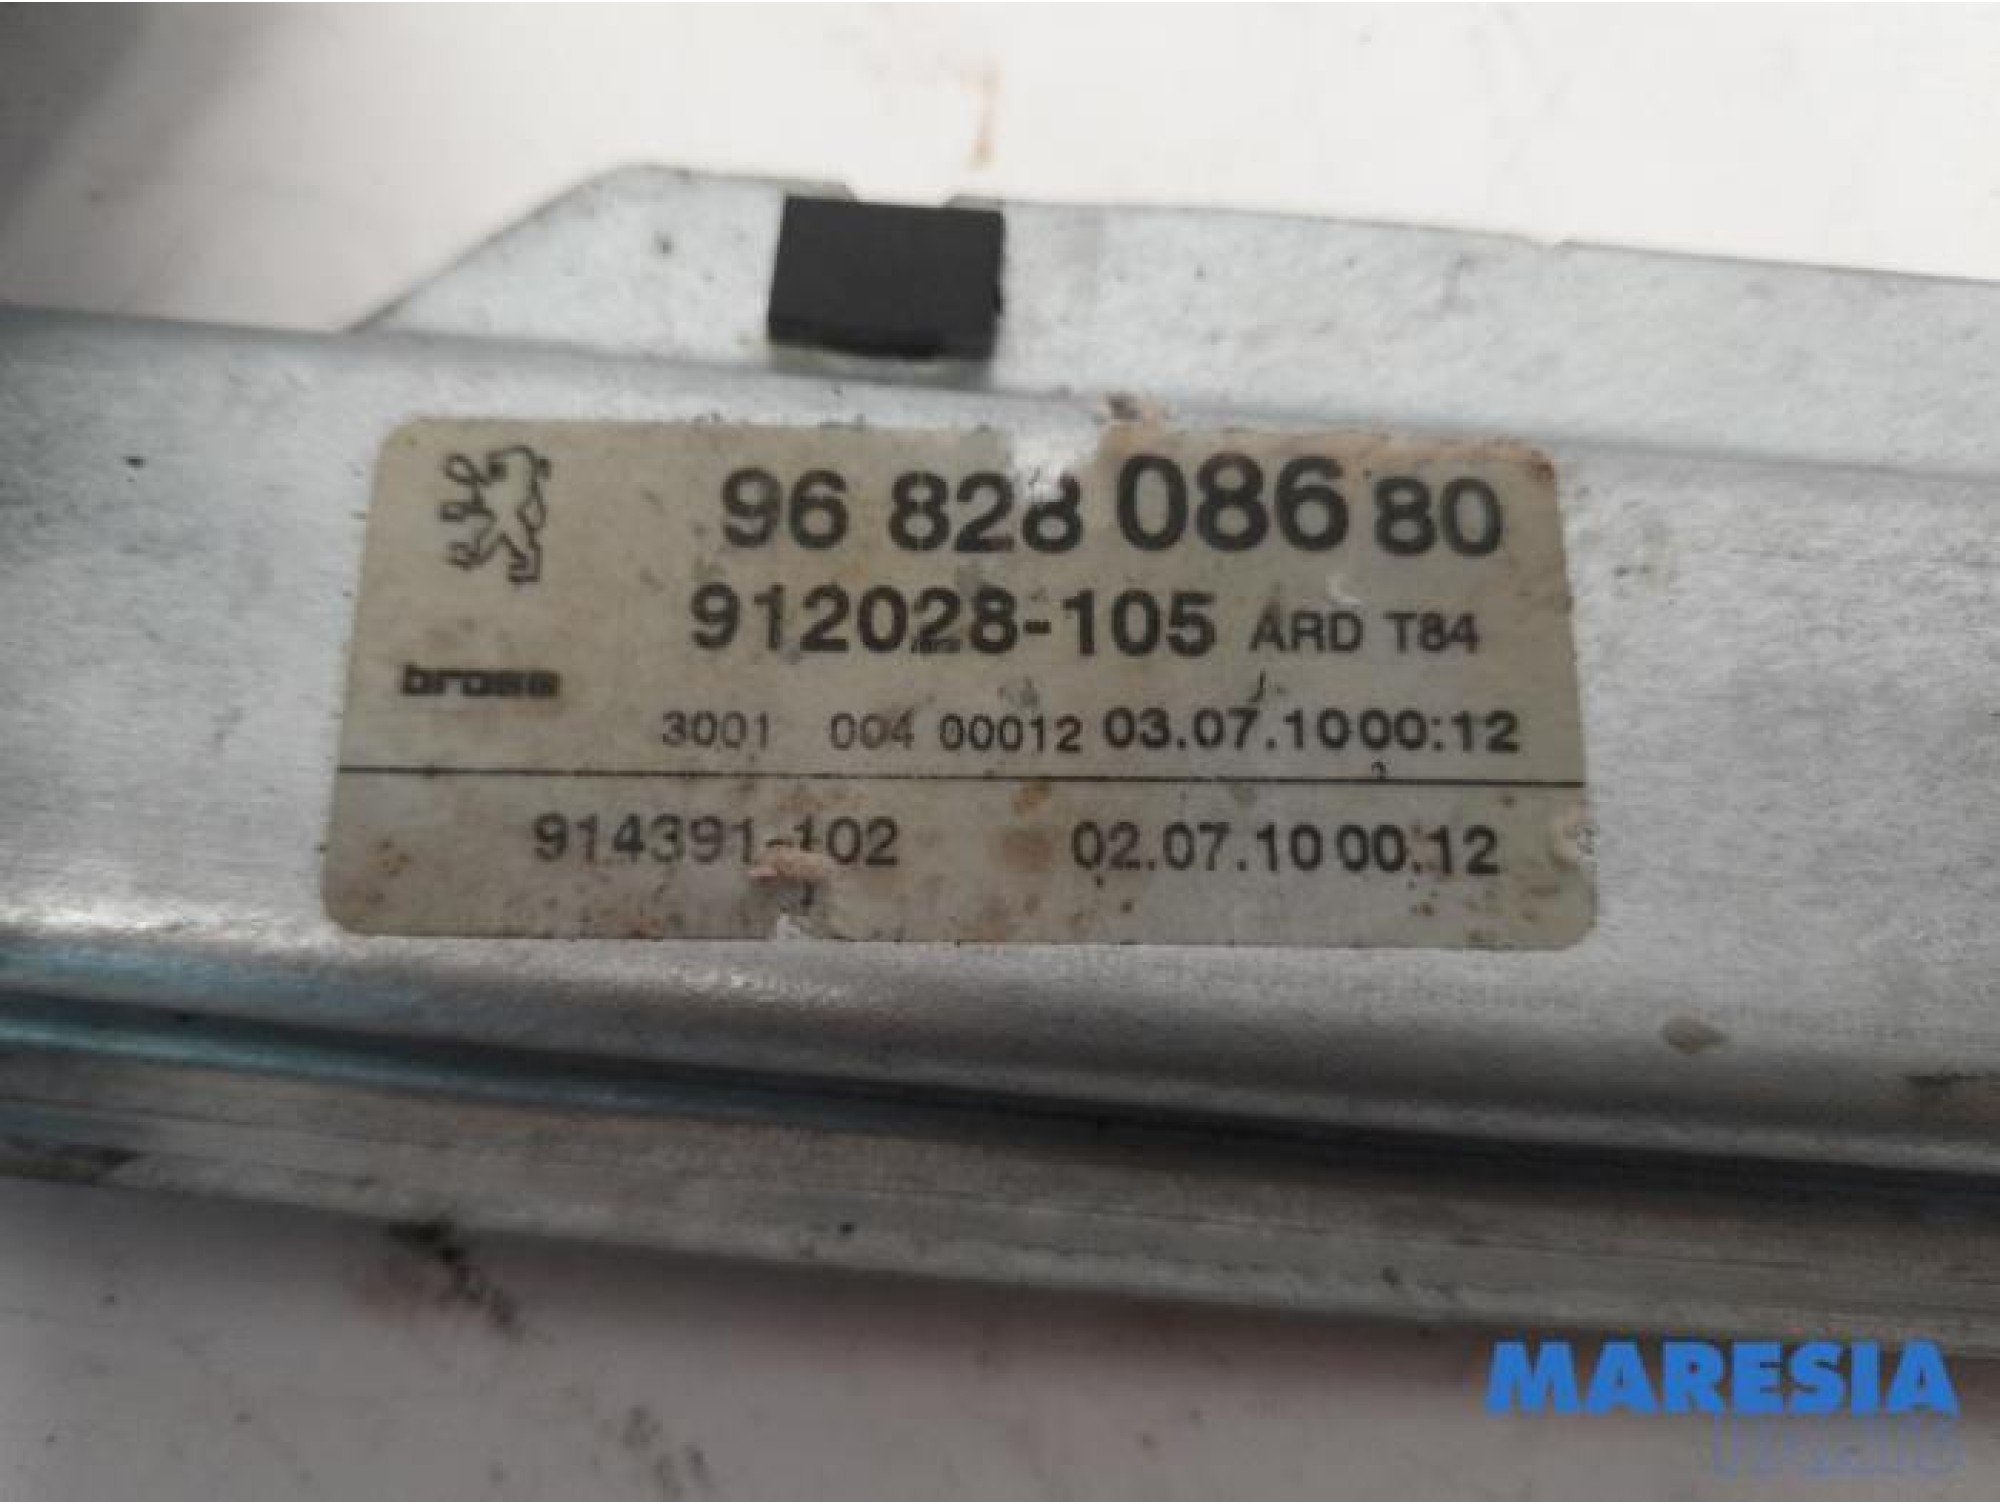 96 828 086 80
912028-105 ARD T84
brose
3001 004 00012 03.07.10 00:12
914391-102 02.07.10 00:12
MARESIA